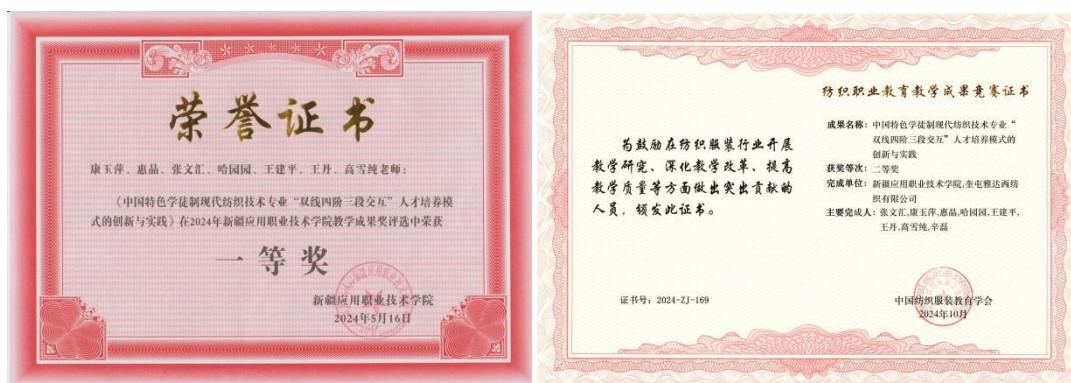 荣誉证书
康玉萍、惠晶、张文汇、哈园园、王建平、王丹、高雪纯老师：
《中国特色学徒制现代纺织技术专业“双线四阶三段交互”人才培养模
式的创新与实践》在2024年新疆应用职业技术学院教学成果奖评选中荣获
一等奖
新疆应用职业技术学院
2024年5月16日
为鼓励在纺织服装行业开展
教学研究、深化教学改革、提高
教学质量等方面做出突出贡献的
人员，颁发此证书。
证书号：2024-ZJ-169
纺织职业教育教学成果竞赛证书
成果名称：中国特色学徒制现代纺织技术专业“
双线四阶三段交互”人才培养模式的
创新与实践
获奖等次：二等奖
完成单位：新疆应用职业技术学院,奎屯雅达西纺
织有限公司
主要完成人：张文汇,康玉萍,惠晶,哈园园,王建平,
王丹,高雪纯,辛磊
中国纺织服装教育学会
2024年10月